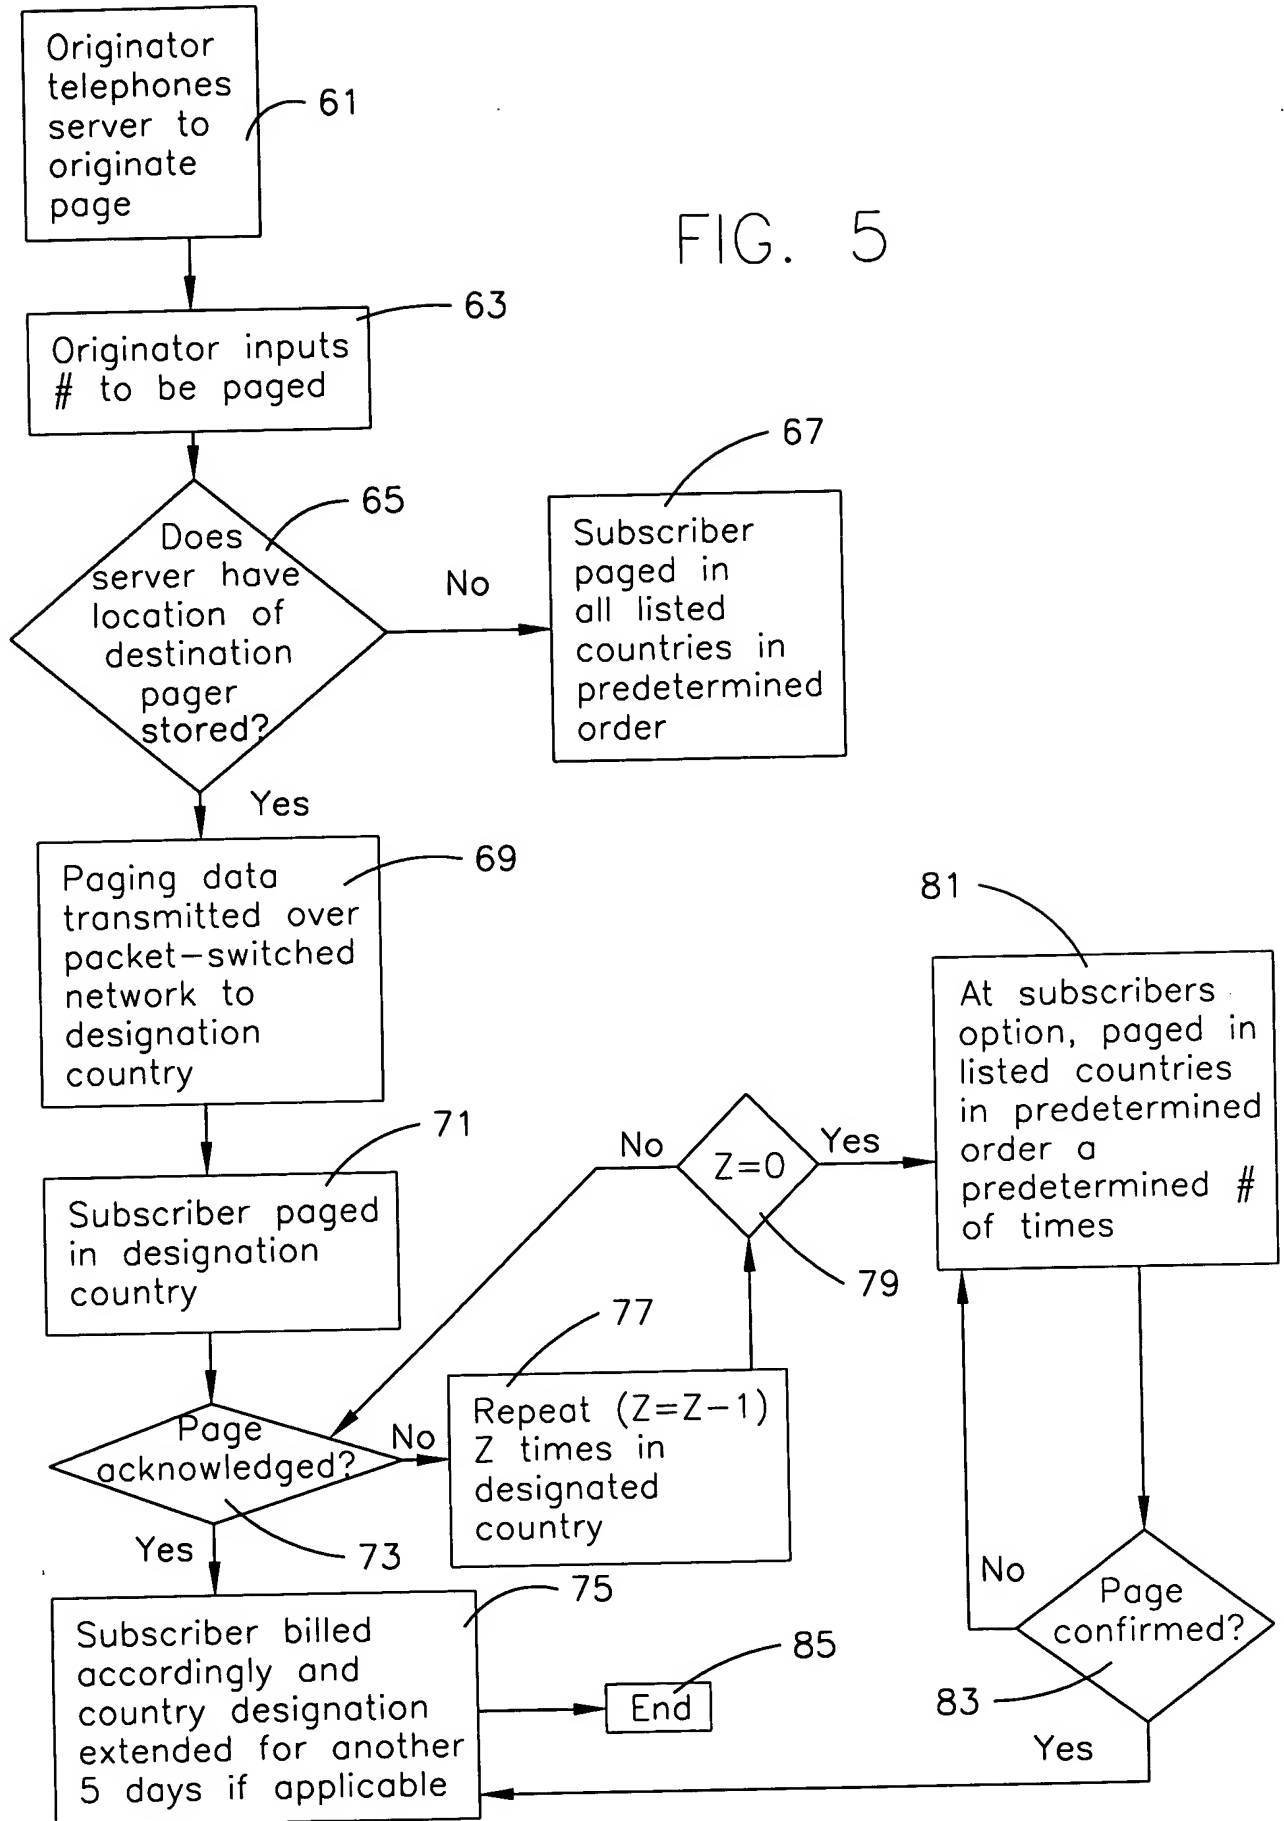 Originator
telephones
server to
originate
page
61
FIG. 5
63
Originator inputs
# to be paged
67
65
Does
server have
location of
destination
pager
stored?
No
Subscriber
paged in
all listed
countries in
predetermined
order
Yes
69
Paging data
transmitted over
packet-switched
network to
designation
country
81
At subscribers
option, paged in
listed countries
in predetermined
order a
predetermined #
of times
71
Subscriber paged
in designation
country
No
Z=0
Yes
79
77
Repeat (Z=Z-1)
Z times in
designated
country
Page
acknowledged?
No
73
Yes
75
Subscriber billed
accordingly and
country designation
extended for another
5 days if applicable
85
End
No
Page
confirmed?
83
Yes